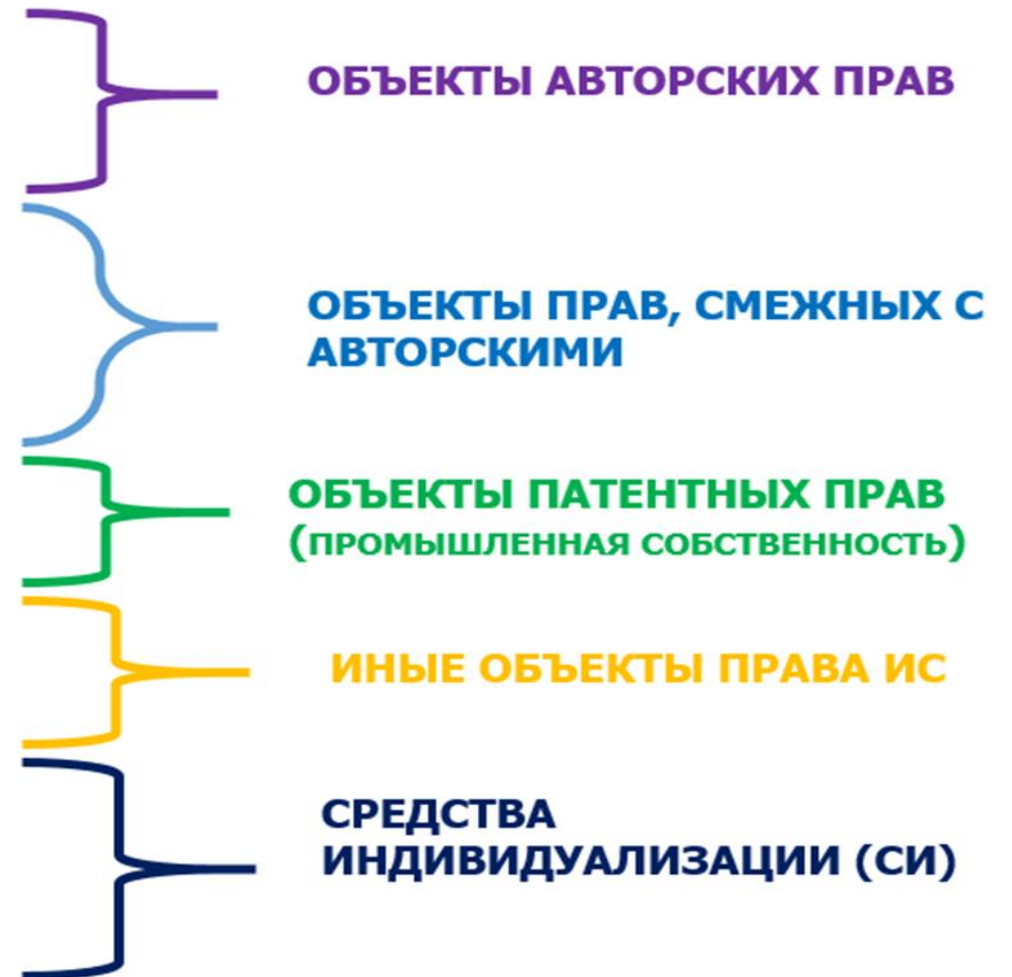 ОБЪЕКТЫ АВТОРСКИХ ПРАВ
ОБЪЕКТЫ ПРАВ, СМЕЖНЫХ С
АВТОРСКИМИ
ОБЪЕКТЫ ПАТЕНТНЫХ ПРАВ
(ПРОМЫШЛЕННАЯ СОБСТВЕННОСТЬ)
ИНЫЕ ОБЪЕКТЫ ПРАВА ИС
СРЕДСТВА
ИНДИВИДУАЛИЗАЦИИ (СИ)